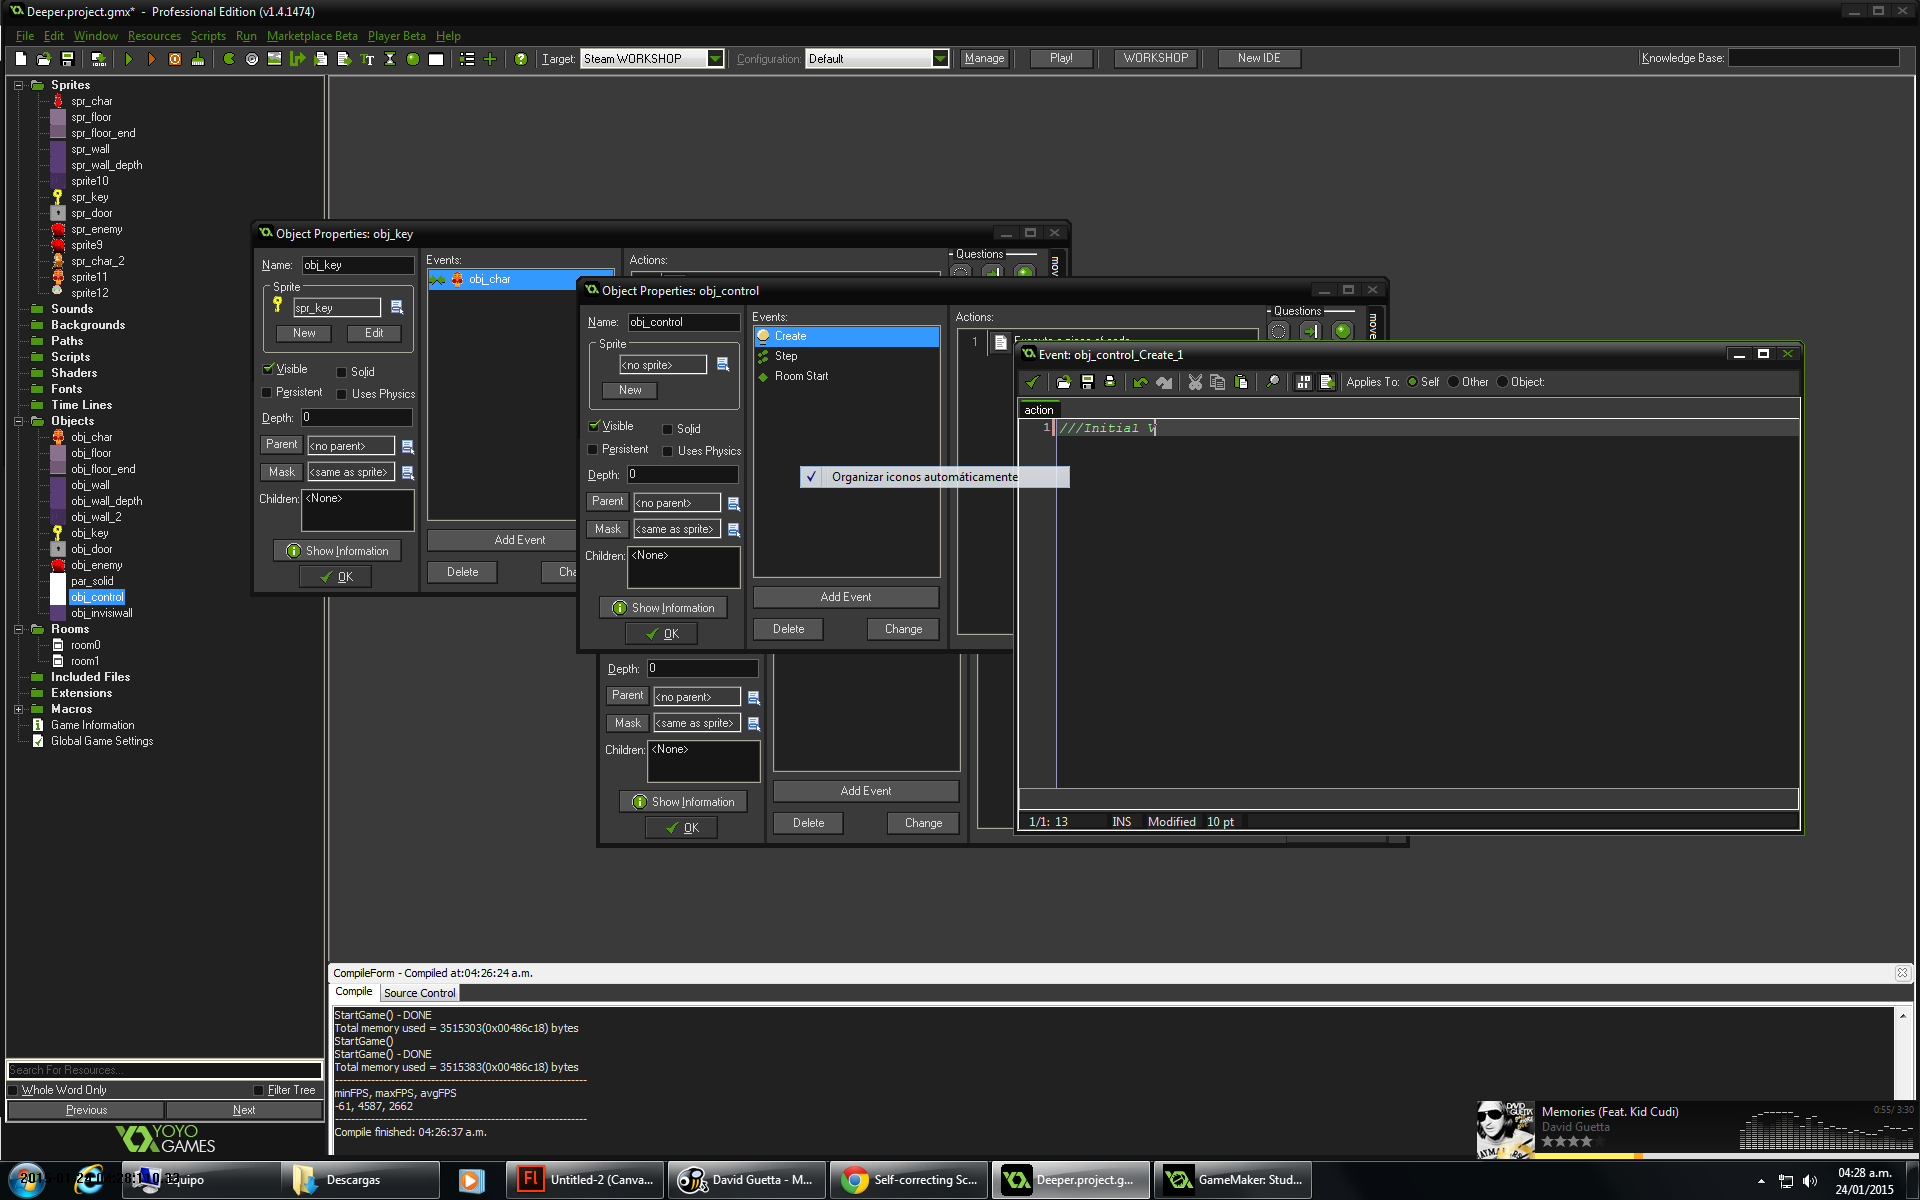 Deeper.project.gmx* - Professional Edition (v1.4.1474)
File Edit Window Resources Scripts Run Marketplace Beta Player Beta Help
Target: Steam WORKSHOP Configuration: Default Manage Play! WORKSHOP New IDE Knowledge Base:
Sprites
spr_char
spr_floor
spr_floor_end
spr_wall
spr_wall_depth
sprite10
spr_key
spr_door
spr_enemy
sprite9
spr_char_2
sprite11
sprite12
Sounds
Backgrounds
Paths
Scripts
Shaders
Fonts
Time Lines
Objects
obj_char
obj_floor
obj_floor_end
obj_wall
obj_wall_depth
obj_wall_2
obj_key
obj_door
obj_enemy
par_solid
obj_control
obj_invisiwall
Rooms
room0
room1
Included Files
Extensions
Macros
Game Information
Global Game Settings
Search For Resources...
Whole Word Only Filter Tree
Previous Next
YOYO
GAMES
Object Properties: obj_key
Name: obj_key
Sprite
spr_key
New Edit
Visible Solid
Persistent Uses Physics
Depth: 0
Parent <no parent>
Mask <same as sprite>
Children: <None>
Show Information
OK
Events:
obj_char
Add Event
Delete Cha
Actions:
Questions
move
Object Properties: obj_control
Name: obj_control
Sprite
<no sprite>
New
Visible Solid
Persistent Uses Physics
Depth: 0
Parent <no parent>
Mask <same as sprite>
Children: <None>
Show Information
OK
Events:
Create
Step
Room Start
Add Event
Delete Change
Actions:
1 Execute a piece of code
Questions
move
Organizar iconos automáticamente
Depth: 0
Parent <no parent>
Mask <same as sprite>
Children: <None>
Show Information
OK
Add Event
Delete Change
Event: obj_control_Create_1
Applies To: Self Other Object:
action
1 ///Initial V
1/1: 13 INS Modified 10 pt
CompileForm - Compiled at:04:26:24 a.m.
Compile Source Control
StartGame() - DONE
Total memory used = 3515303(0x00486c18) bytes
StartGame()
StartGame() - DONE
Total memory used = 3515383(0x00486c18) bytes
minFPS, maxFPS, avgFPS
-61, 4587, 2662
Compile finished: 04:26:37 a.m.
Memories (Feat. Kid Cudi)
David Guetta
0:55/ 3:30
Equipo
Descargas
Untitled-2 (Canva...
David Guetta - M...
Self-correcting Sc...
Deeper.project.g...
GameMaker: Stud...
04:28 a.m.
24/01/2015